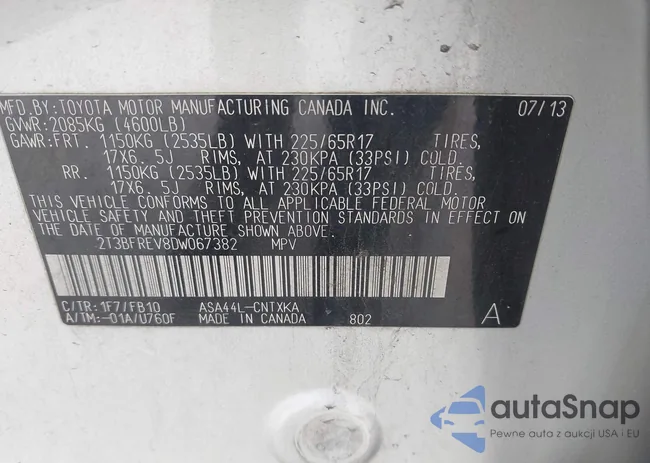 MFD. BY: TOYOTA MOTOR MANUFACTURING CANADA INC. 07/13
GVWR: 2085KG (4600LB)
GAWR: FRT. 1150KG (2535LB) WITH 225/65R17 TIRES,
17X6. 5J RIMS, AT 230KPA (33PSI) COLD.
RR. 1150KG (2535LB) WITH 225/65R17 TIRES,
17X6. 5J RIMS, AT 230KPA (33PSI) COLD.
THIS VEHICLE CONFORMS TO ALL APPLICABLE FEDERAL MOTOR
VEHICLE SAFETY AND THEFT PREVENTION STANDARDS IN EFFECT ON
THE DATE OF MANUFACTURE SHOWN ABOVE.
2T3BFREV8DW067382 MPV
C/TR: 1F7/FB10 ASA44L-CNTXKA
A/TM: -01A/U760F MADE IN CANADA 802 A
autoSnap
Pewne auta z aukcji USA i EU